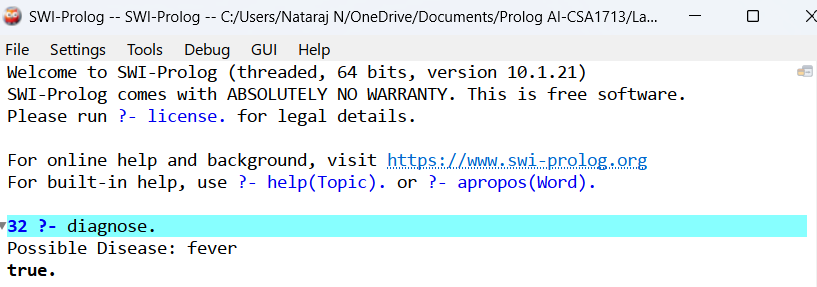 SWI-Prolog -- SWI-Prolog -- C:/Users/Nataraj N/OneDrive/Documents/Prolog AI-CSA1713/La...
File Settings Tools Debug GUI Help
Welcome to SWI-Prolog (threaded, 64 bits, version 10.1.21)
SWI-Prolog comes with ABSOLUTELY NO WARRANTY. This is free software.
Please run ?- license. for legal details.
For online help and background, visit https://www.swi-prolog.org
For built-in help, use ?- help(Topic). or ?- apropos(Word).
32 ?- diagnose.
Possible Disease: fever
true.